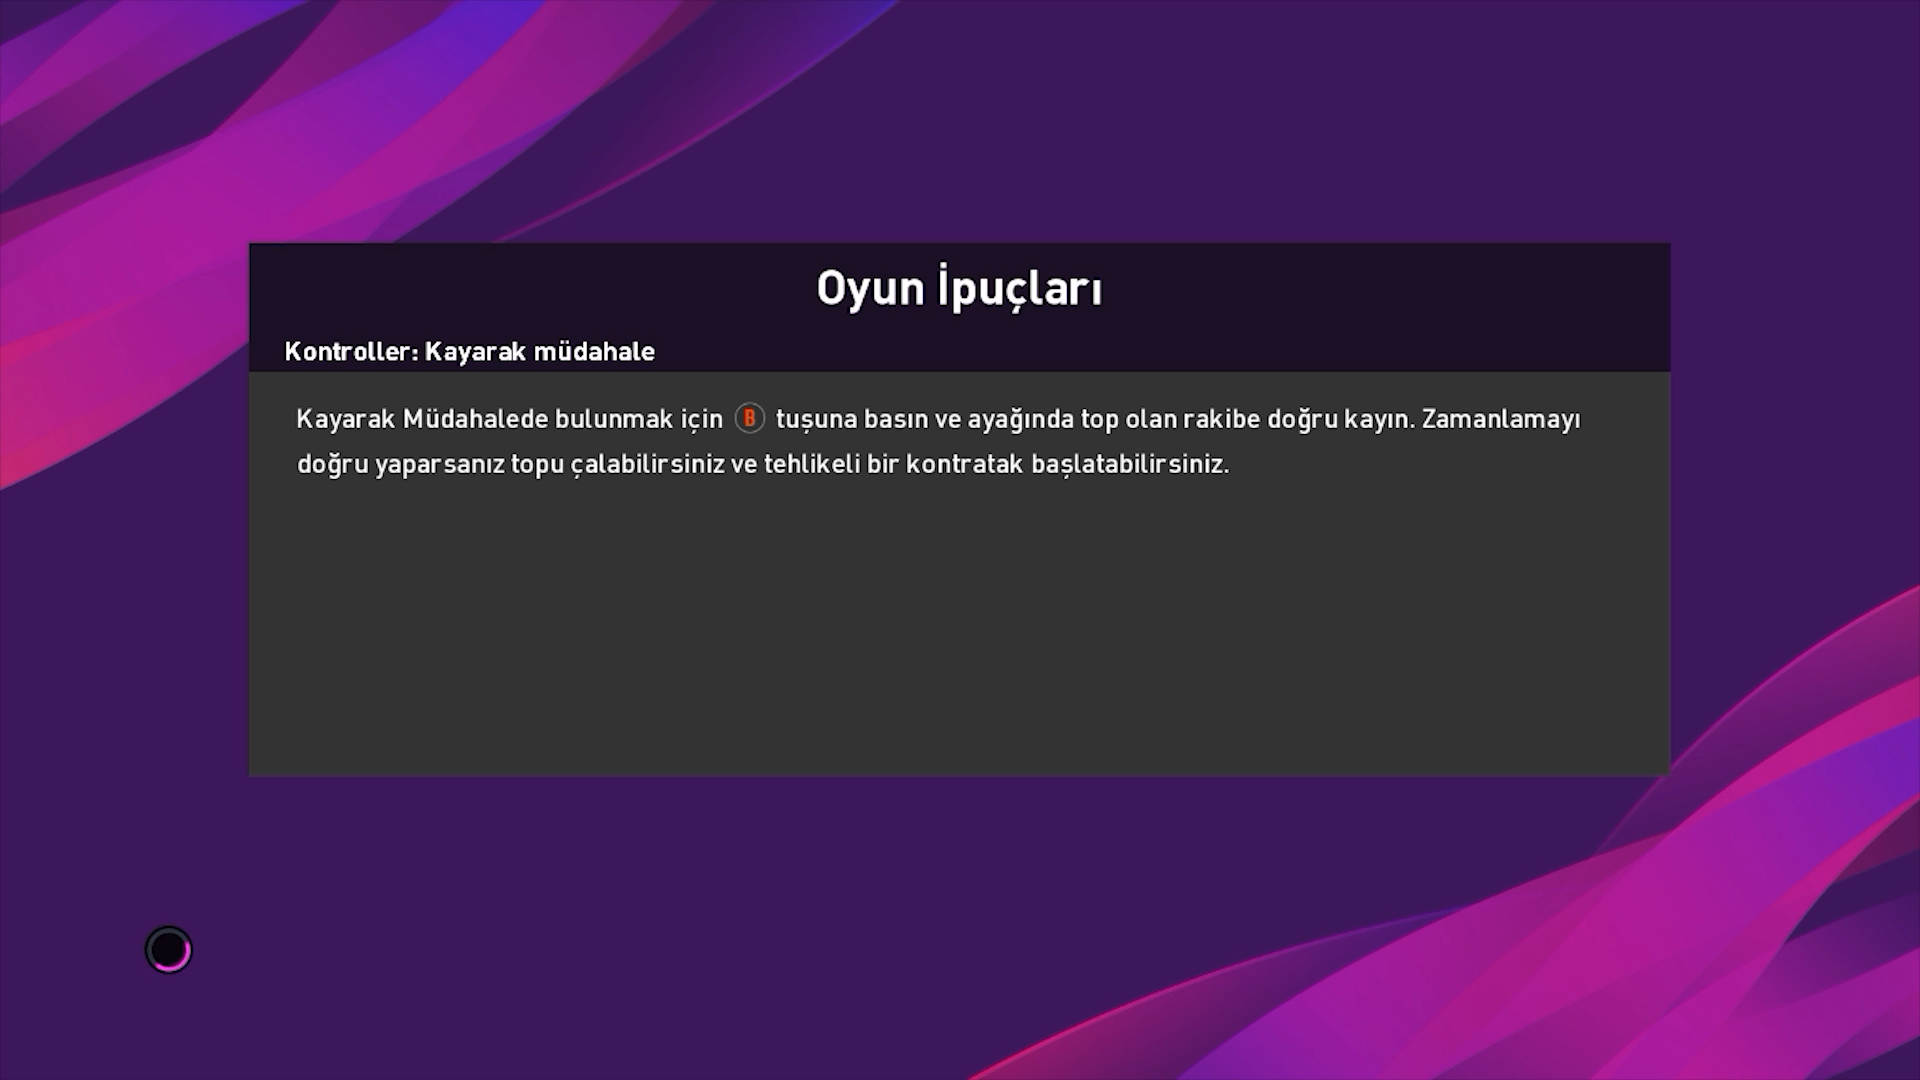 Oyun İpuçları
Kontroller: Kayarak müdahale
Kayarak Müdahalede bulunmak için B tuşuna basın ve ayağında top olan rakibe doğru kayın. Zamanlamayı
doğru yaparsanız topu çalabilirsiniz ve tehlikeli bir kontratak başlatabilirsiniz.